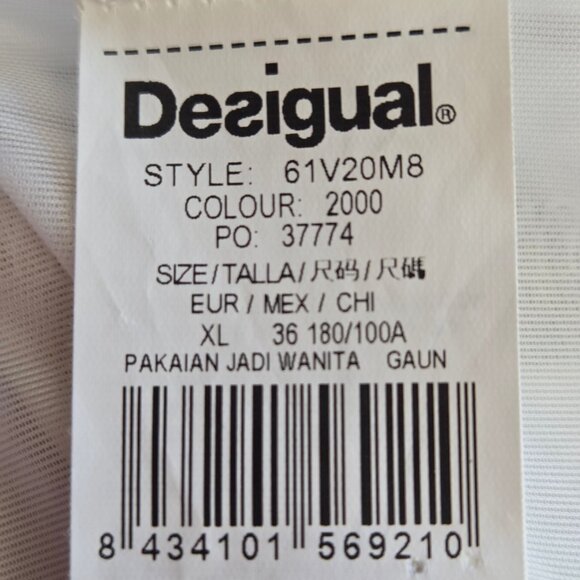 Desigual®
STYLE: 61V20M8
COLOUR: 2000
PO: 37774
SIZE/TALLA/尺码/尺碼
EUR / MEX / CHI
XL 36 180/100A
PAKAIAN JADI WANITA GAUN
8 434101 569210